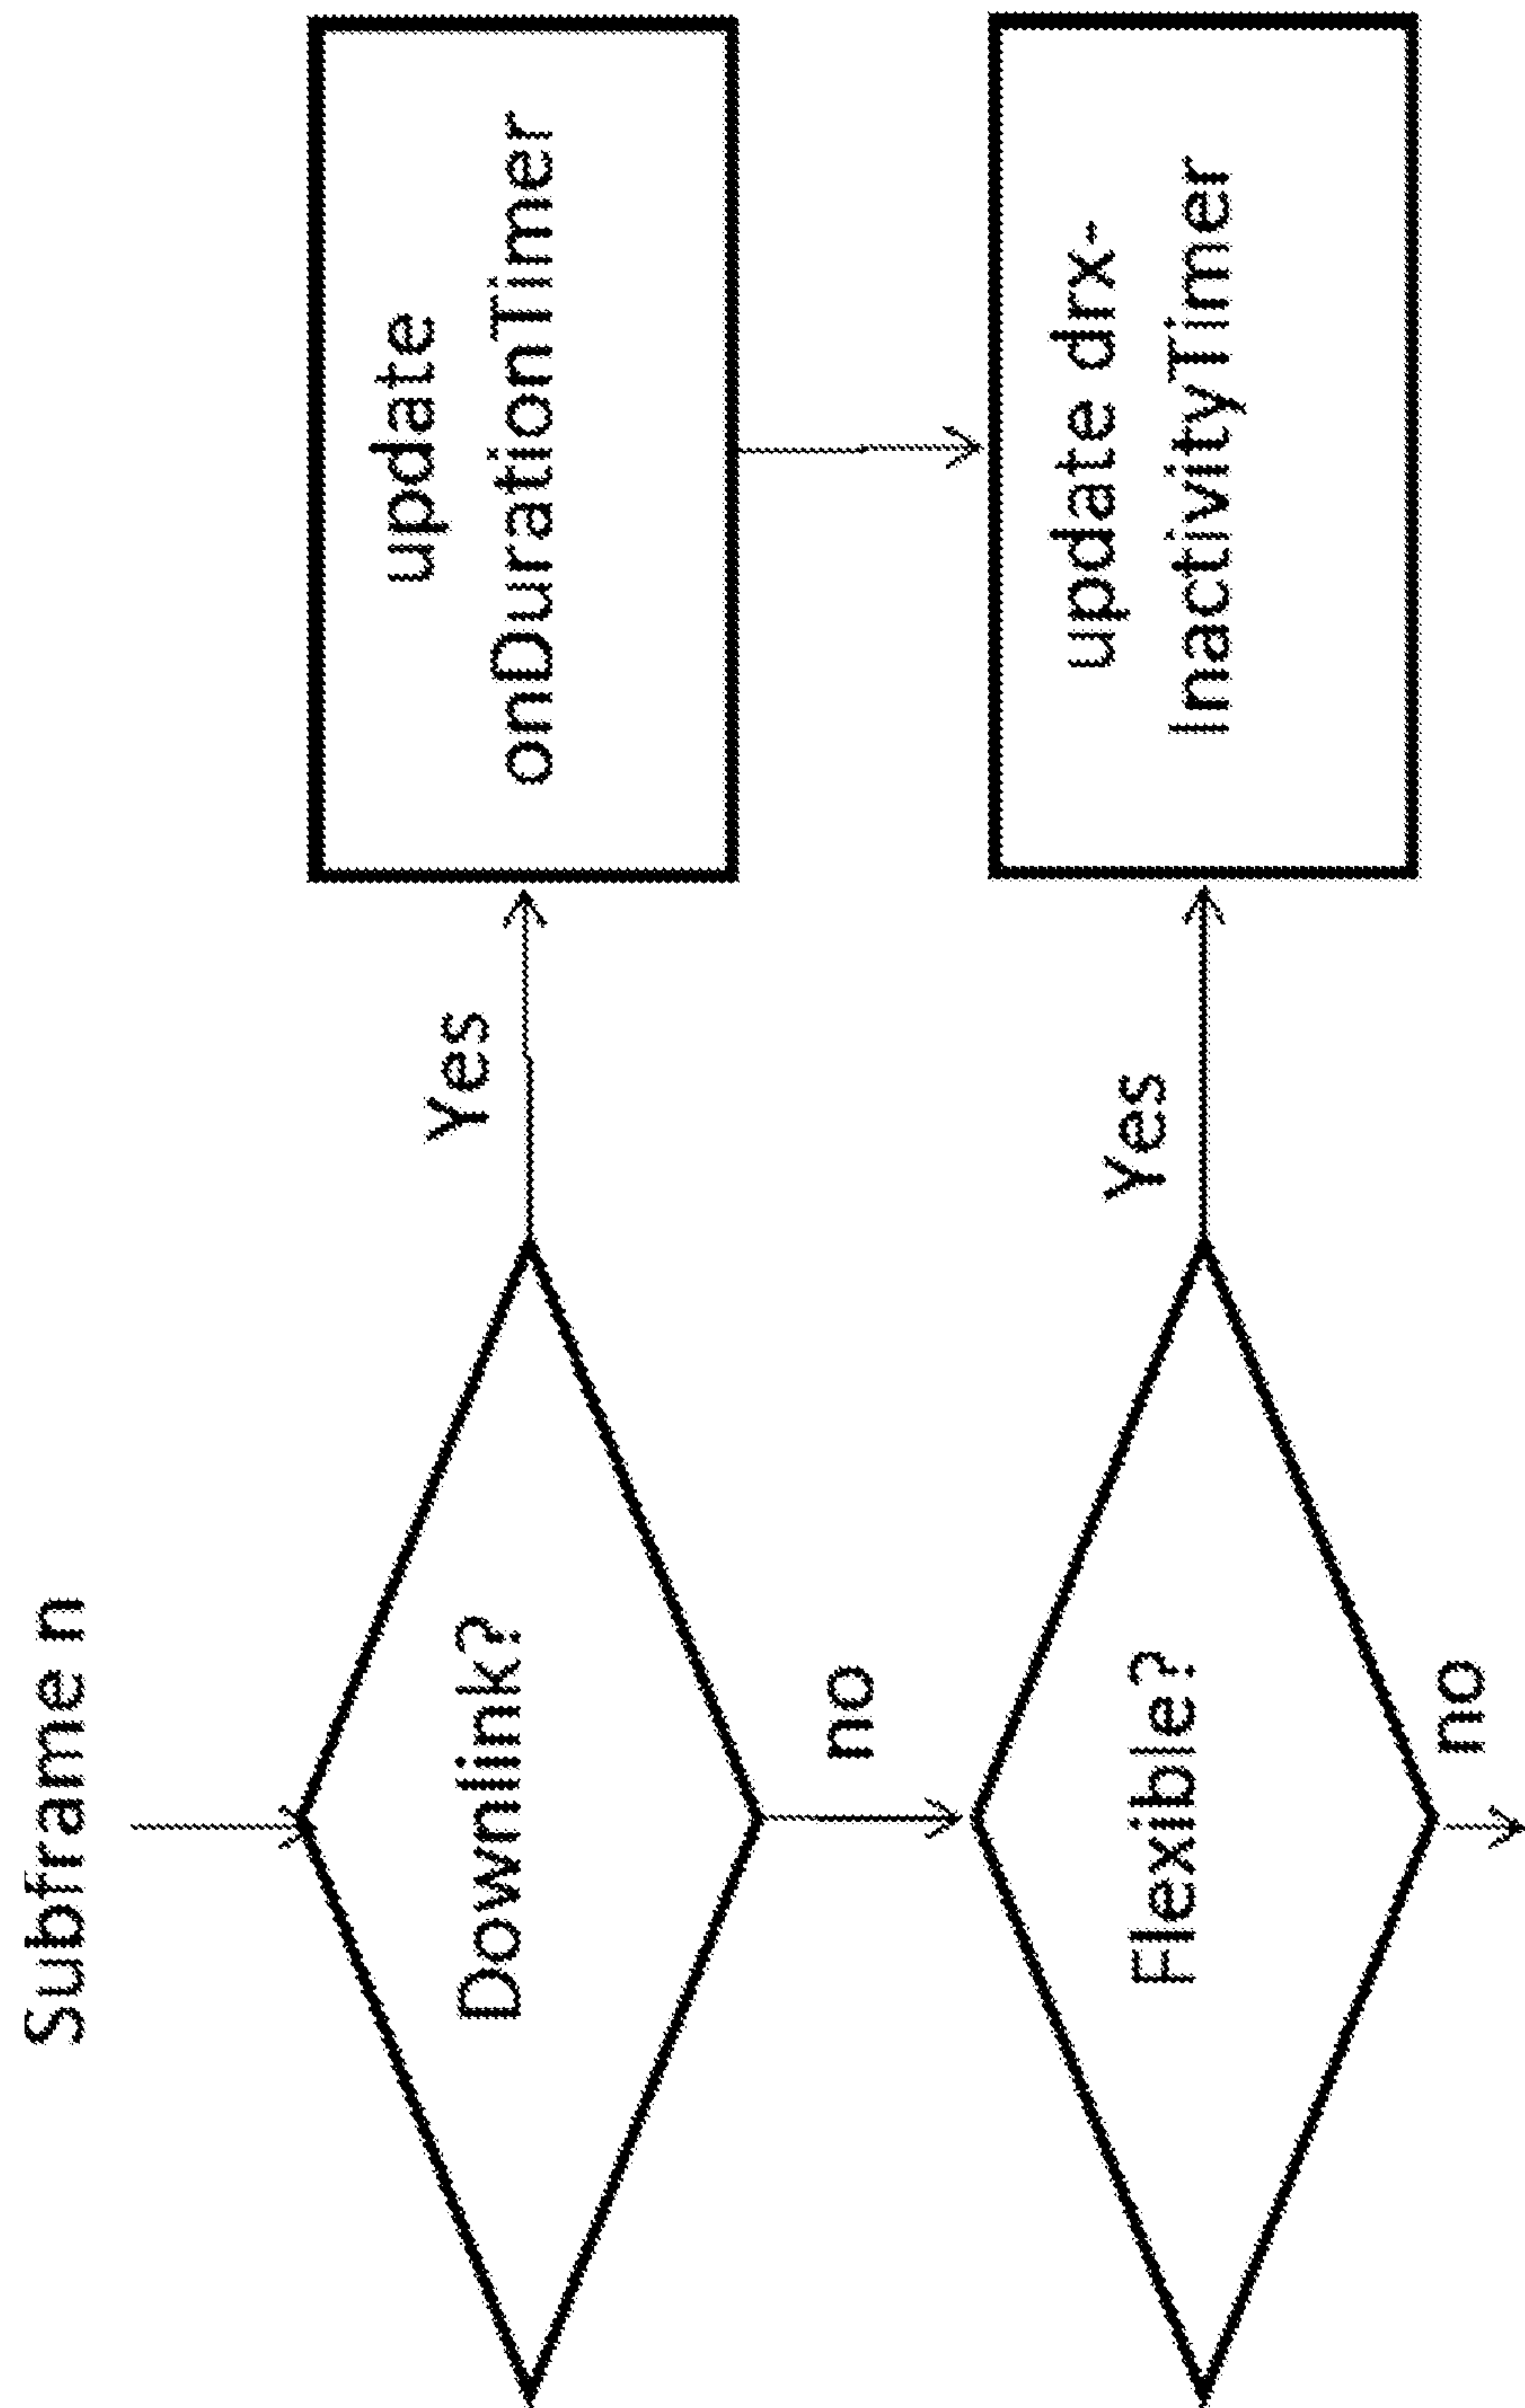 Subframe n
Downlink?
Yes
update
onDurationTimer
no
Flexible?
Yes
update drx-
InactivityTimer
no